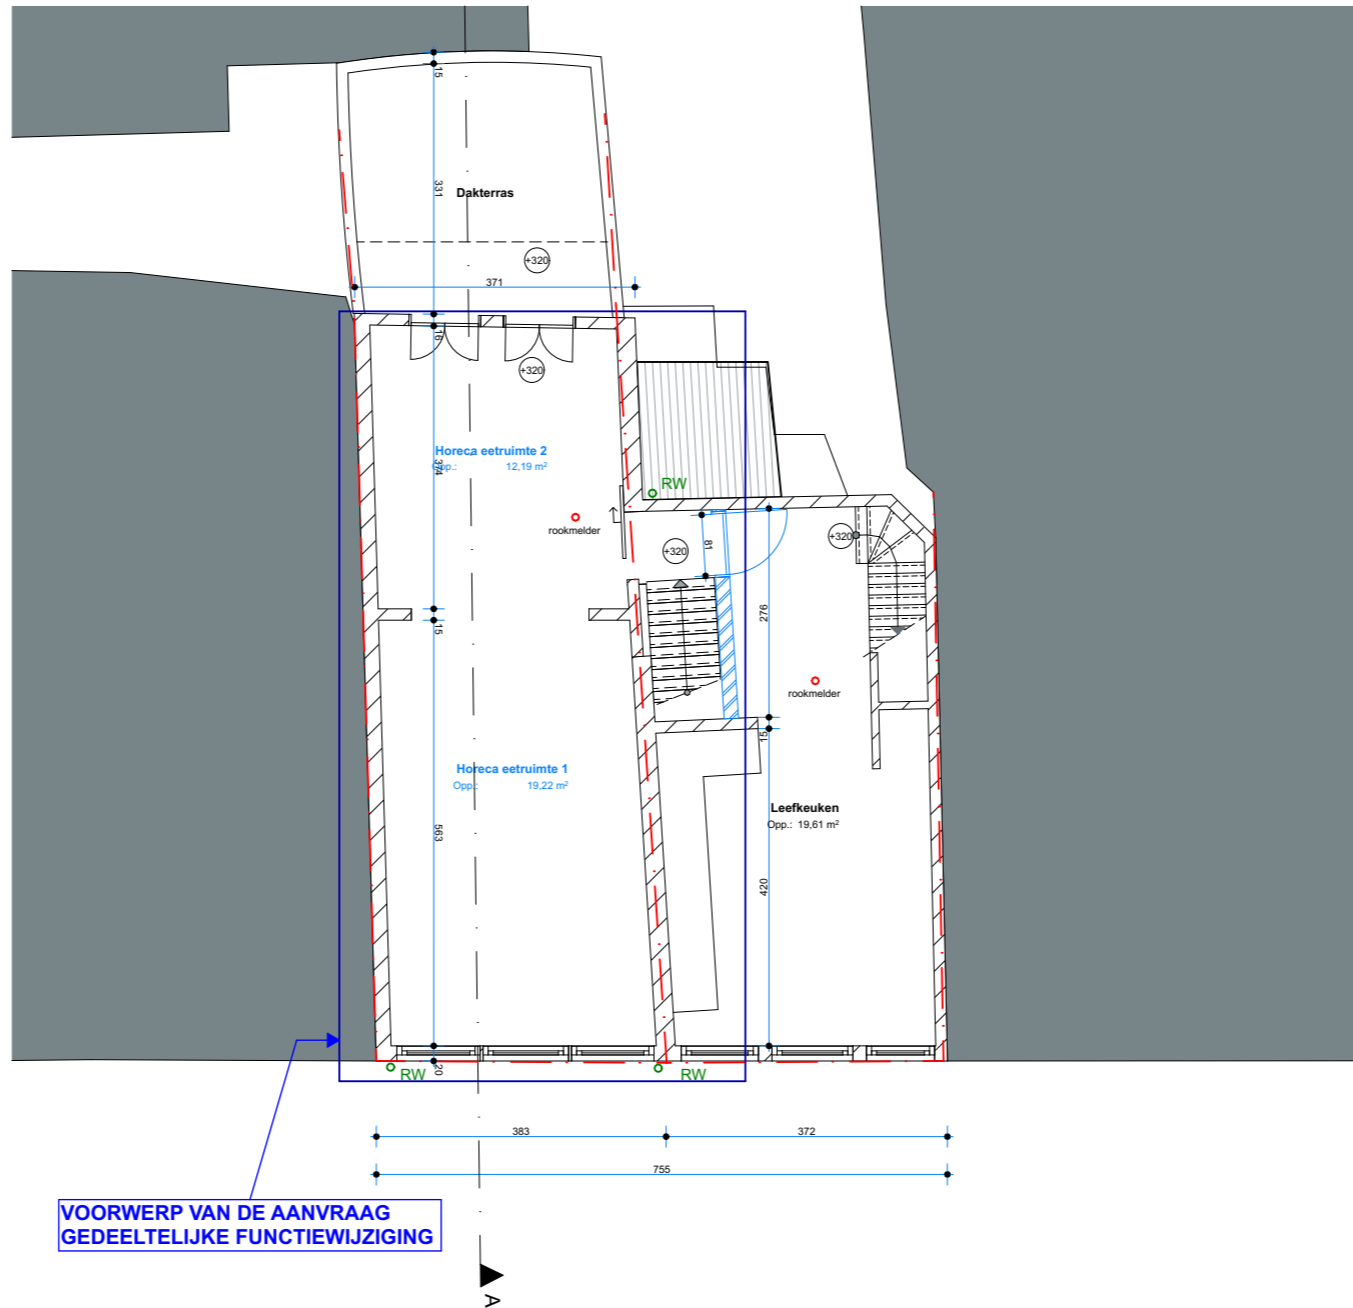 15
331
Dakterras
+320
371
16
+320
Horeca eetruimte 2
Opp.: 12,19 m²
374
RW
rookmelder
+320
81
+320
276
15
rookmelder
15
Horeca eetruimte 1
Opp.: 19,22 m²
Leefkeuken
Opp.: 19,61 m²
563
420
20
RW
RW
383
372
755
VOORWERP VAN DE AANVRAAG
GEDEELTELIJKE FUNCTIEWIJZIGING
A